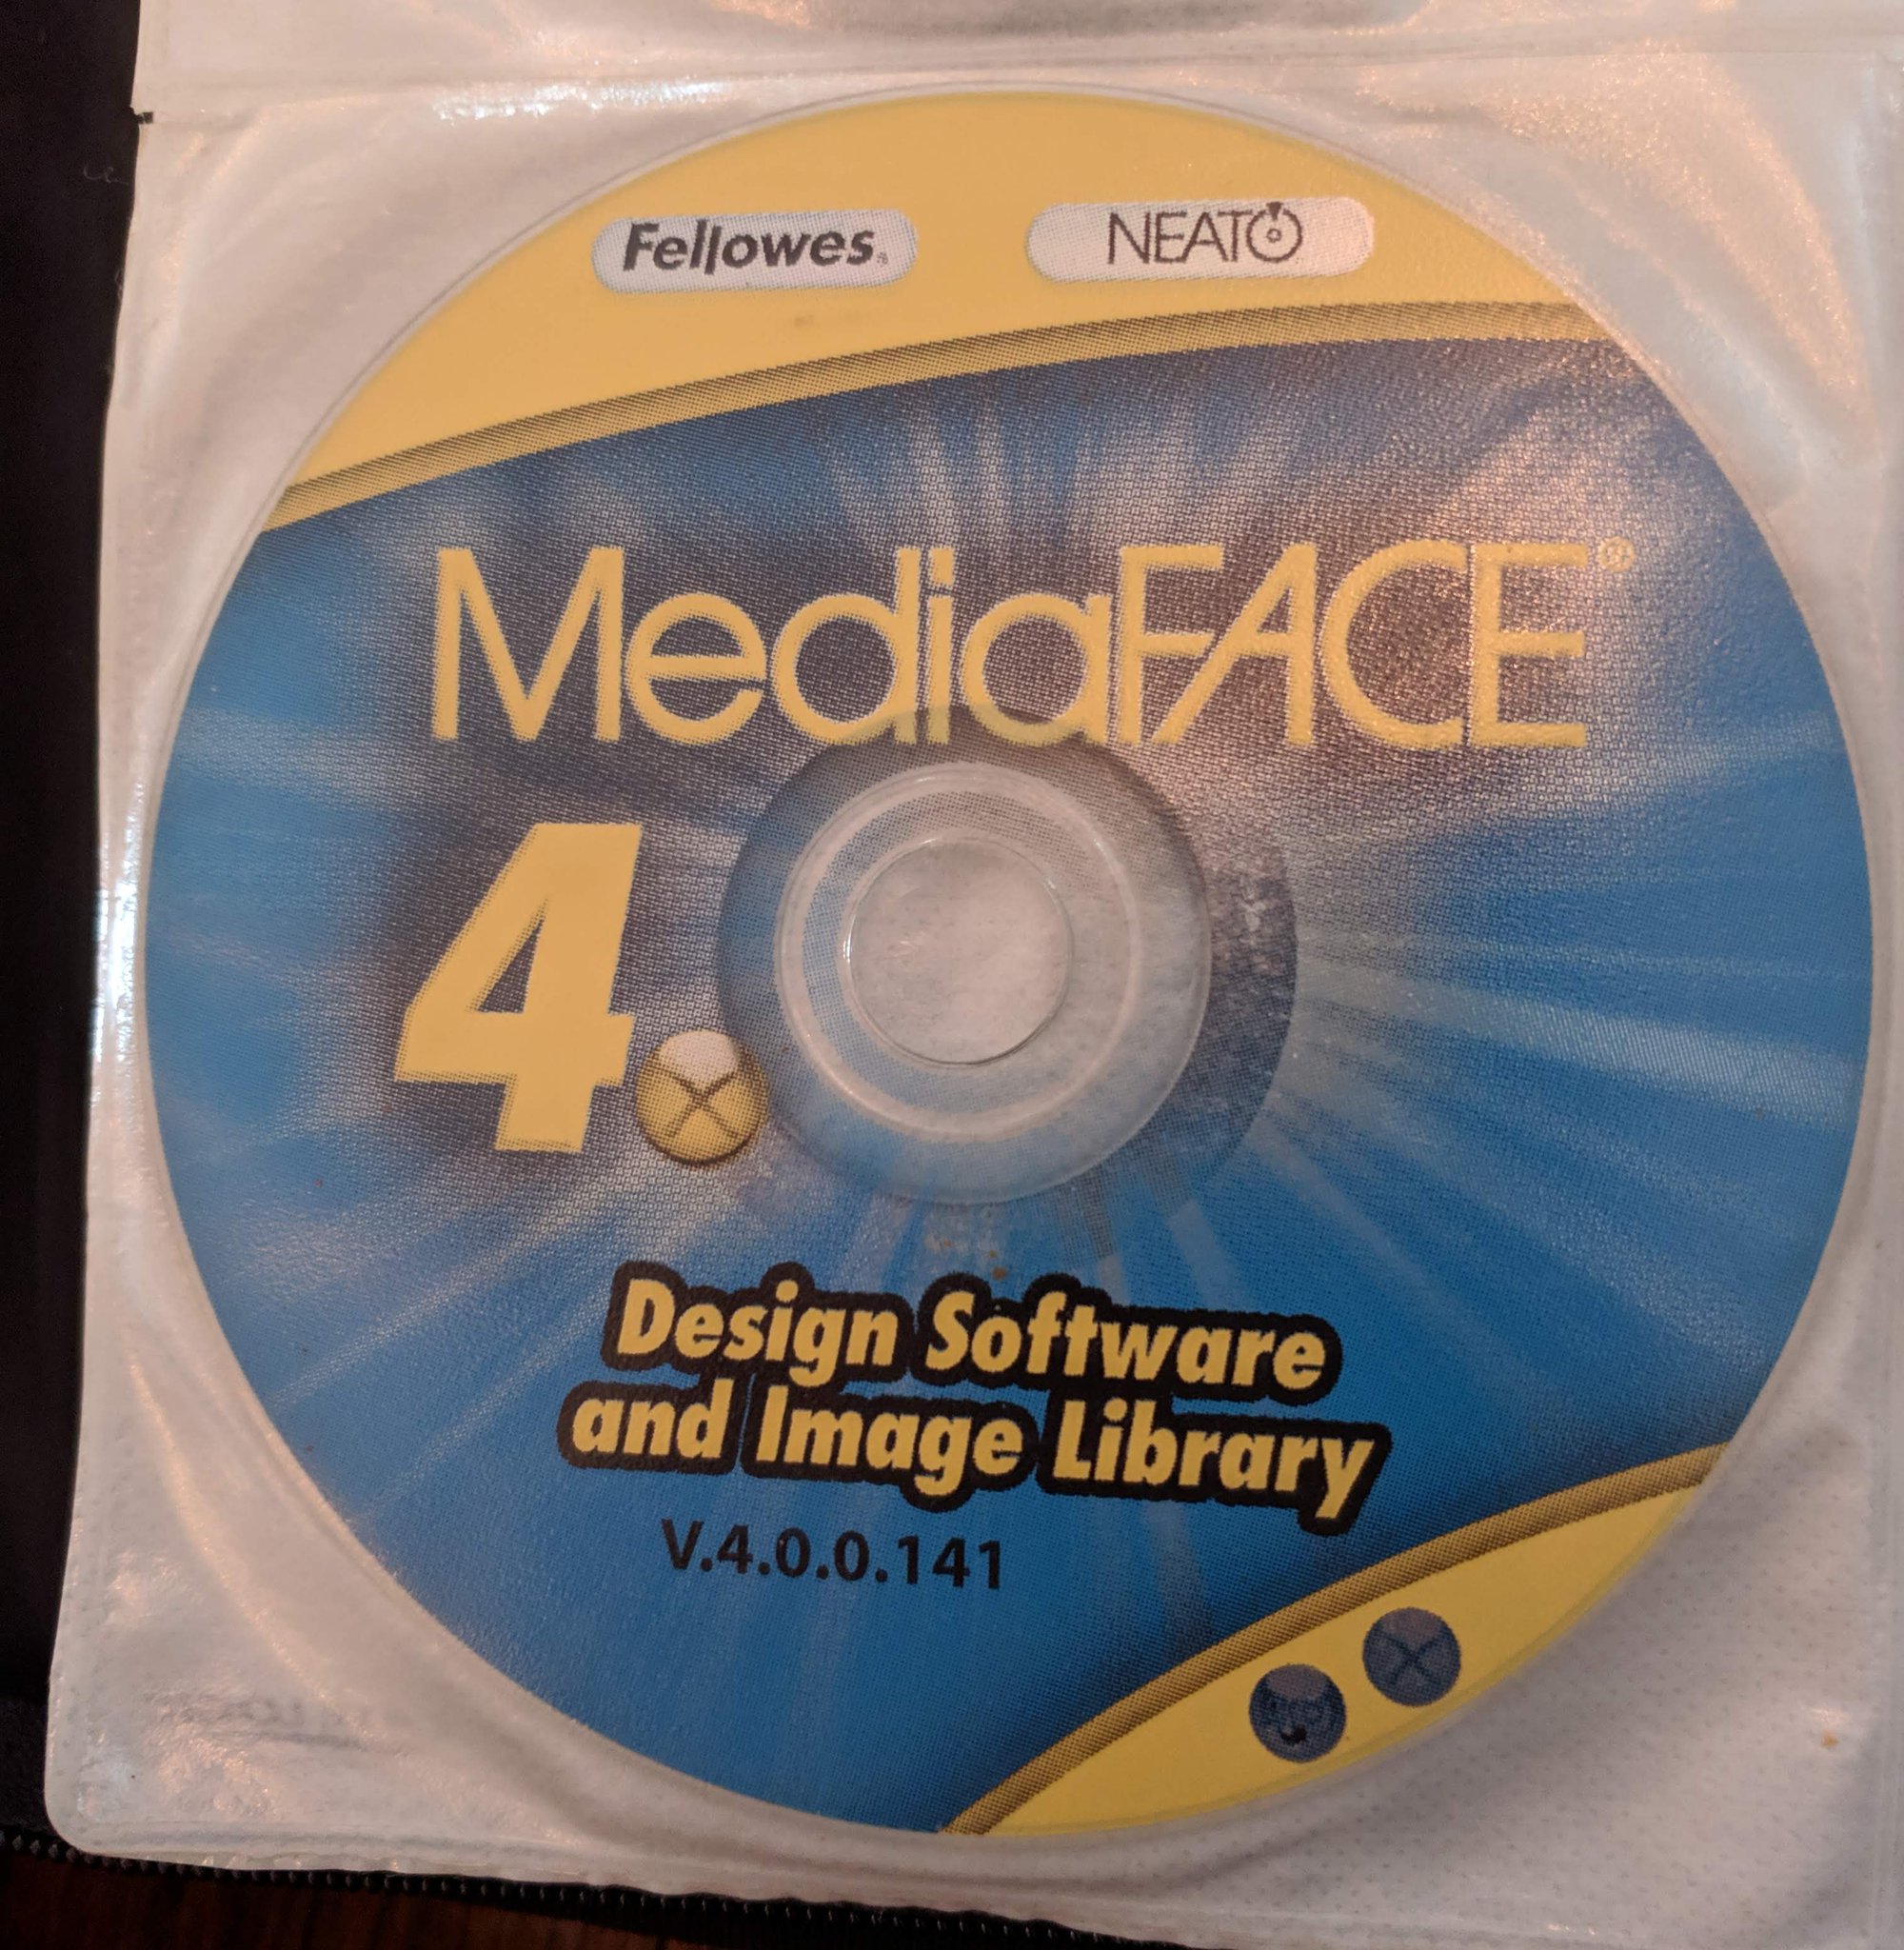 Fellowes®
NEATO
MediaFACE®
4.
Design Software
and Image Library
V.4.0.0.141